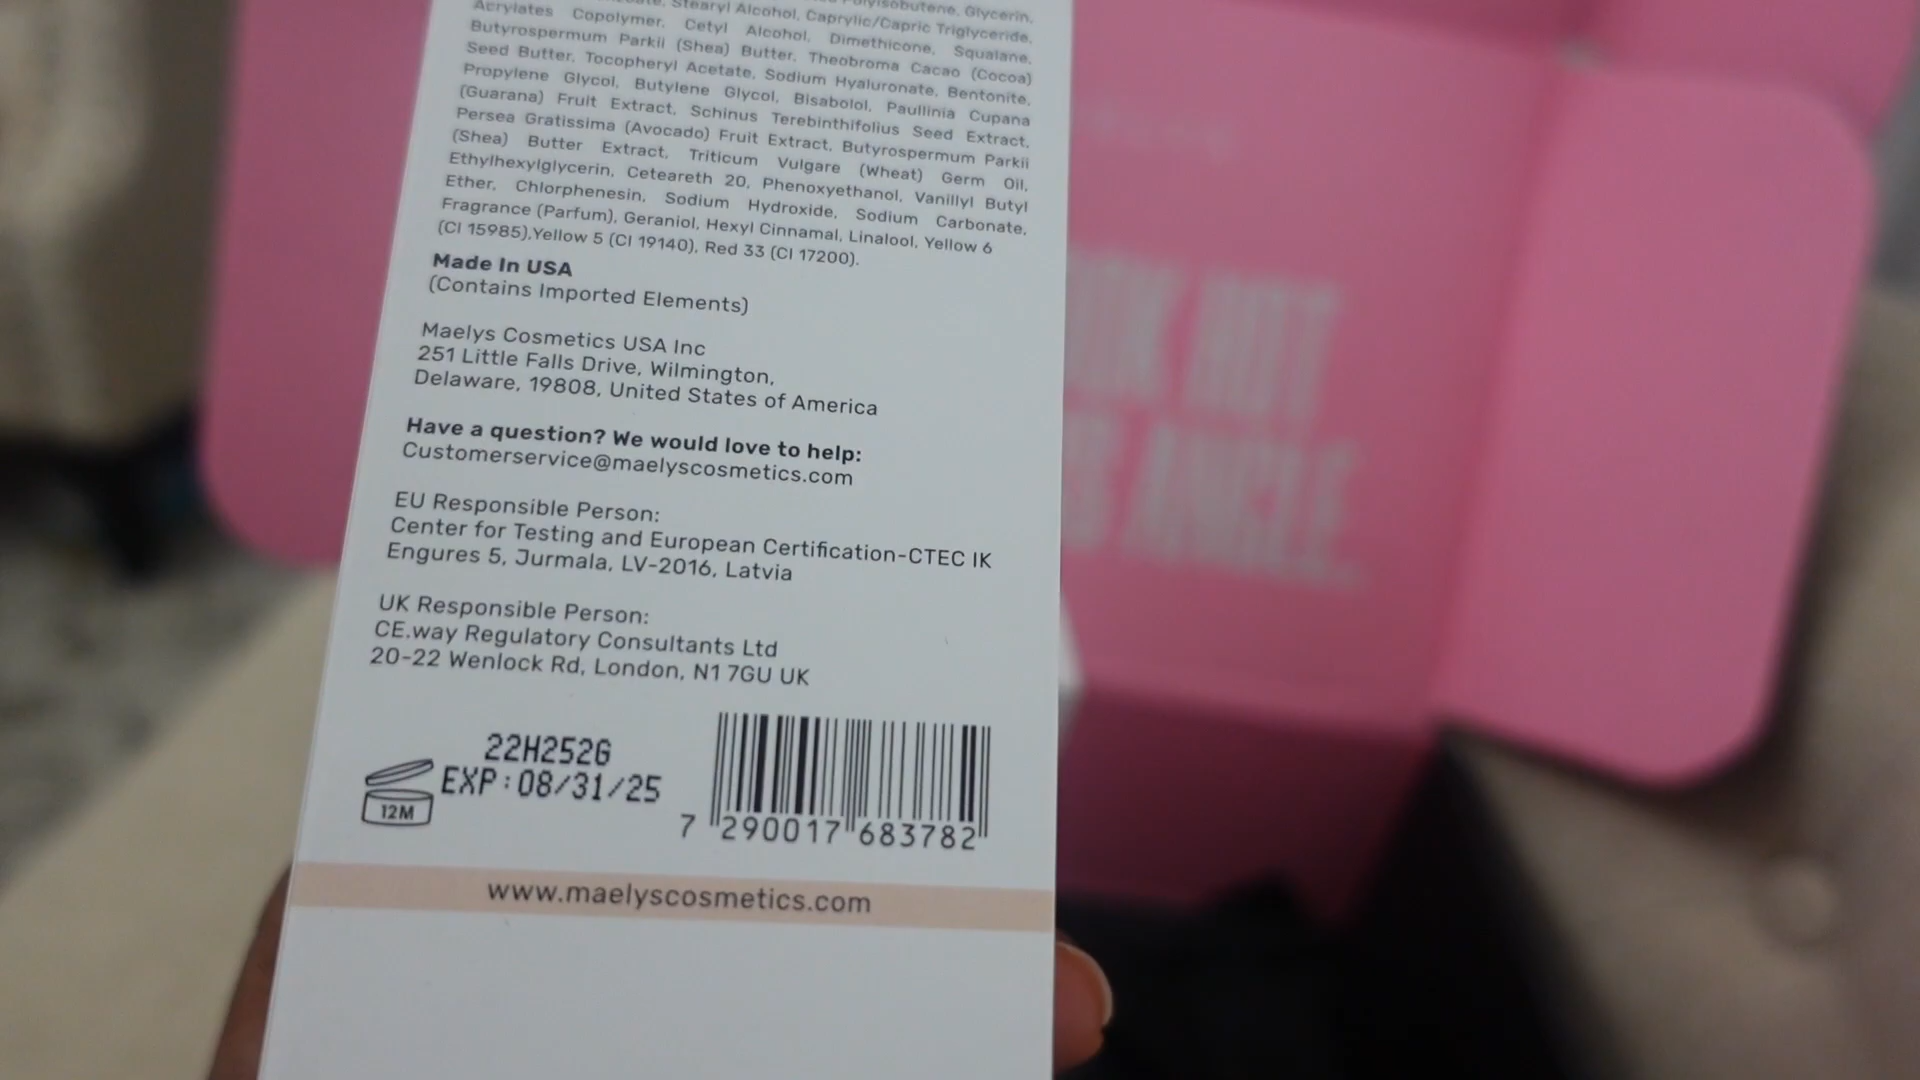 Stearyl Alcohol, Caprylic/Capric Triglyceride,
Polyisobutene, Glycerin,
Acrylates Copolymer, Cetyl Alcohol, Dimethicone, Squalane,
Butyrospermum Parkii (Shea) Butter, Theobroma Cacao (Cocoa)
Seed Butter, Tocopheryl Acetate, Sodium Hyaluronate, Bentonite,
Propylene Glycol, Butylene Glycol, Bisabolol, Paullinia Cupana
(Guarana) Fruit Extract, Schinus Terebinthifolius Seed Extract,
Persea Gratissima (Avocado) Fruit Extract, Butyrospermum Parkii
(Shea) Butter Extract, Triticum Vulgare (Wheat) Germ Oil,
Ethylhexylglycerin, Ceteareth 20, Phenoxyethanol, Vanillyl Butyl
Ether, Chlorphenesin, Sodium Hydroxide, Sodium Carbonate,
Fragrance (Parfum), Geraniol, Hexyl Cinnamal, Linalool, Yellow 6
(CI 15985),Yellow 5 (CI 19140), Red 33 (CI 17200).
Made In USA
(Contains Imported Elements)
Maelys Cosmetics USA Inc
251 Little Falls Drive, Wilmington,
Delaware, 19808, United States of America
Have a question? We would love to help:
Customerservice@maelyscosmetics.com
EU Responsible Person:
Center for Testing and European Certification-CTEC IK
Engures 5, Jurmala, LV-2016, Latvia
UK Responsible Person:
CE.way Regulatory Consultants Ltd
20-22 Wenlock Rd, London, N1 7GU UK
22H252G
EXP:08/31/25
12M
7 290017 683782
www.maelyscosmetics.com
HOT
ANGLE.